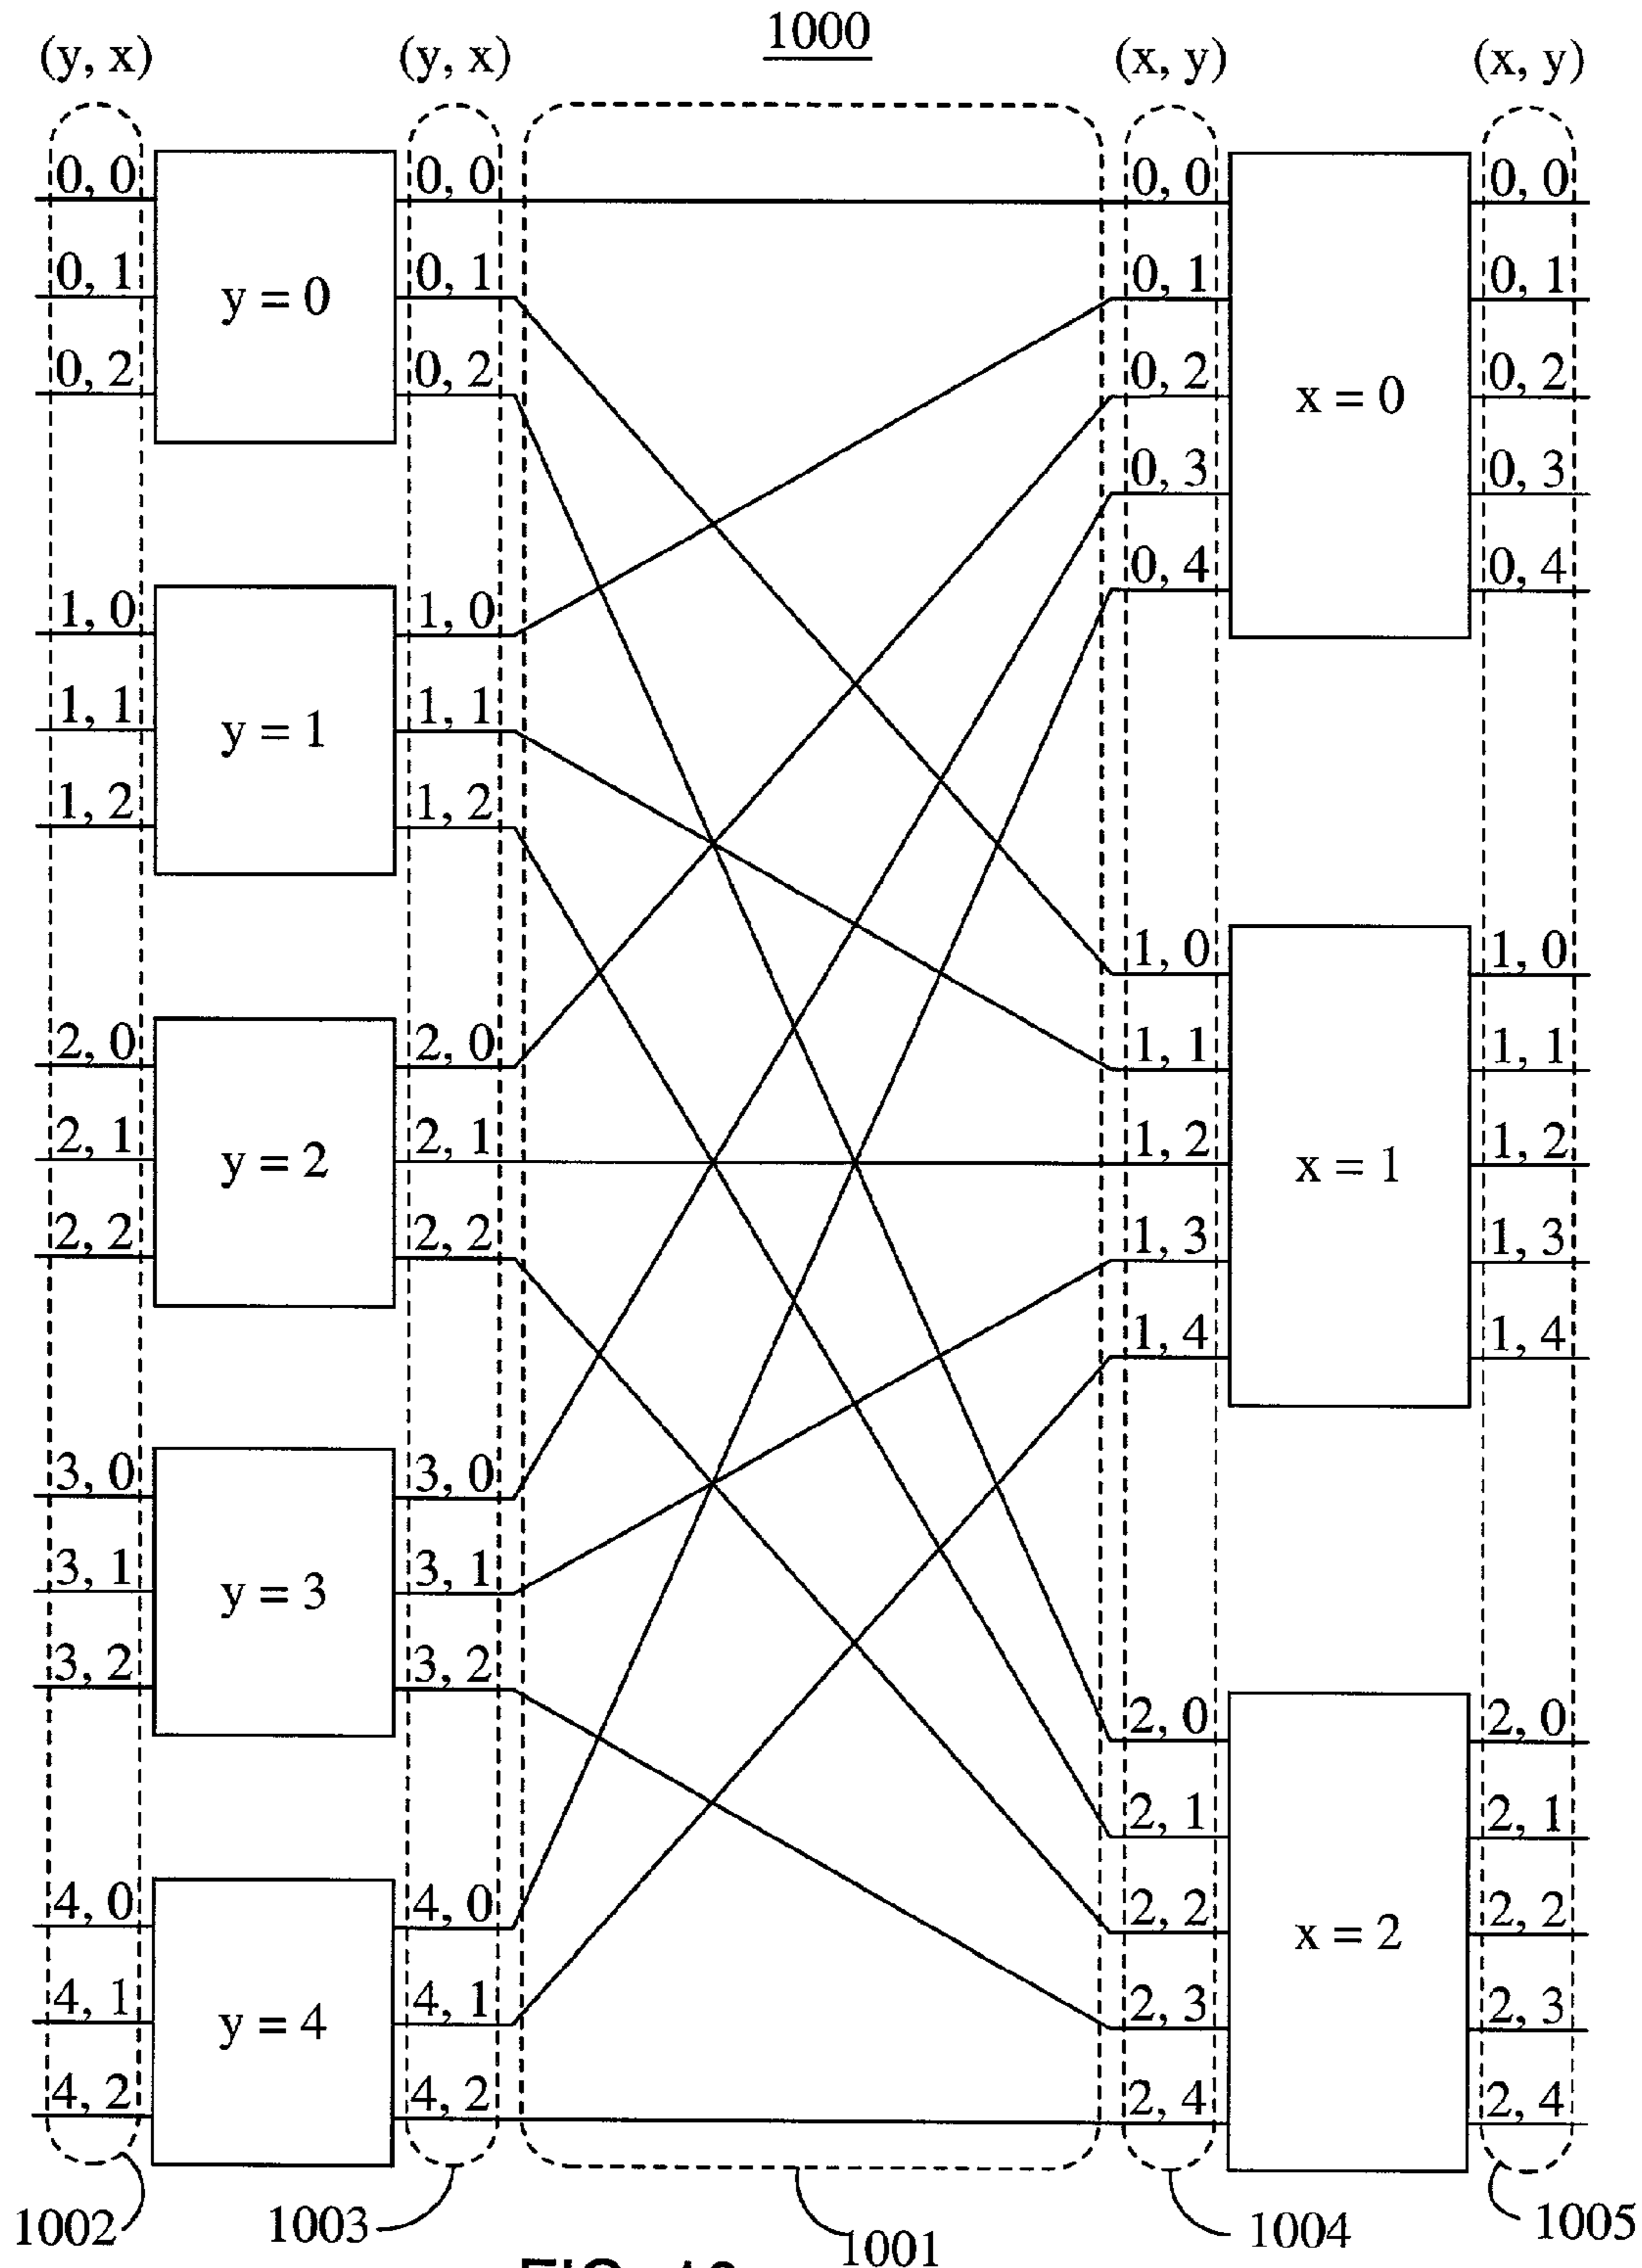 1000
(y, x) (y, x) (x, y) (x, y)
0, 0 0, 0 0, 0 0, 0
0, 1 y = 0 0, 1 0, 1 0, 1
0, 2 0, 2 0, 2 x = 0 0, 2
0, 3 0, 3
0, 4 0, 4
1, 0 1, 0
1, 1 y = 1 1, 1
1, 2 1, 2
1, 0 1, 0
2, 0 2, 0 1, 1 1, 1
2, 1 y = 2 2, 1 1, 2 x = 1 1, 2
2, 2 2, 2 1, 3 1, 3
1, 4 1, 4
3, 0 3, 0
3, 1 y = 3 3, 1
3, 2 3, 2
2, 0 2, 0
2, 1 2, 1
4, 0 4, 0 2, 2 x = 2 2, 2
4, 1 y = 4 4, 1 2, 3 2, 3
4, 2 4, 2 2, 4 2, 4
1002 1003 1001 1004 1005